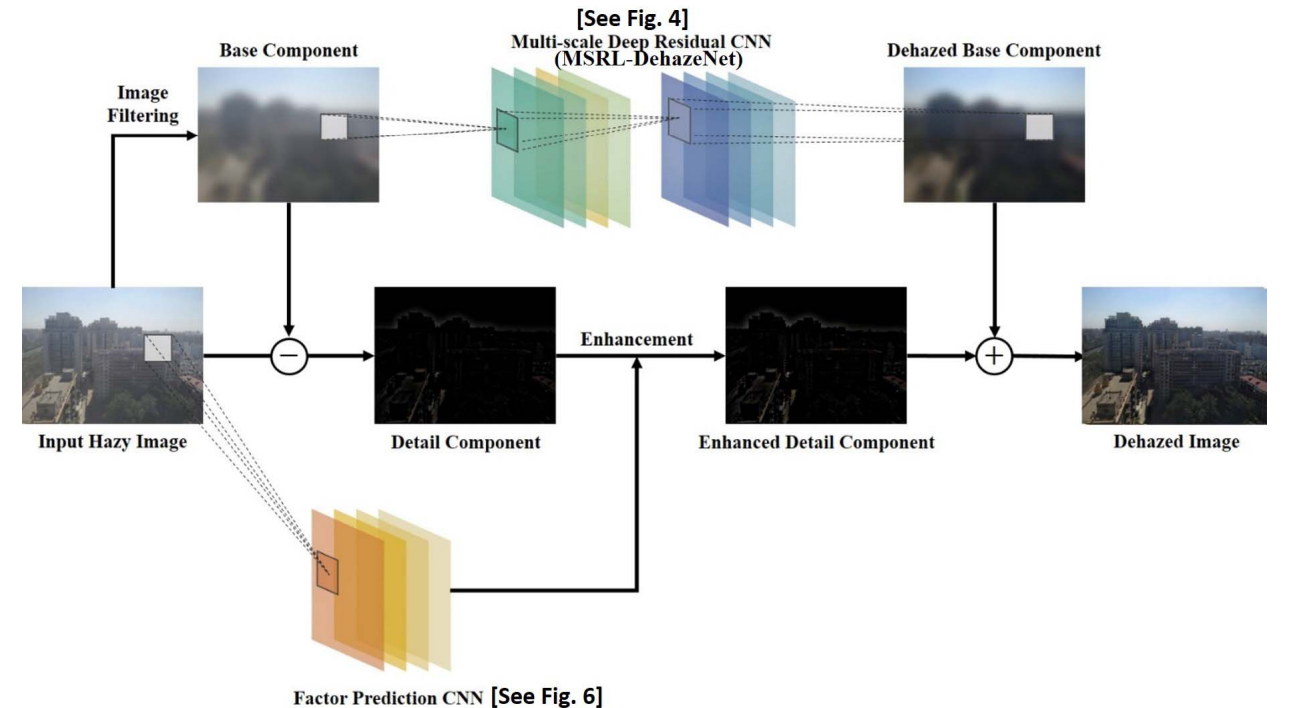 [See Fig. 4]
Base Component
Multi-scale Deep Residual CNN
(MSRL-DehazeNet)
Dehazed Base Component
Image
Filtering
−
Enhancement
+
Input Hazy Image
Detail Component
Enhanced Detail Component
Dehazed Image
Factor Prediction CNN [See Fig. 6]